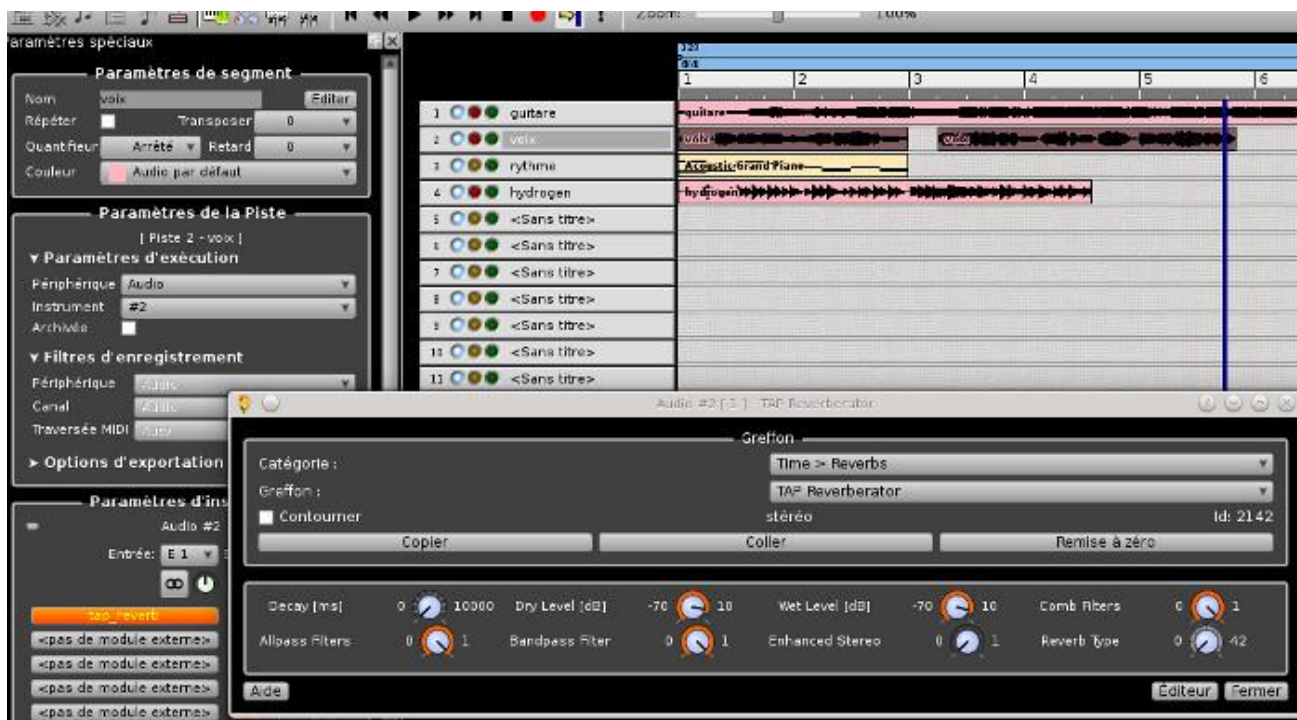 Zoom: 100%
Paramètres spéciaux
Paramètres de segment
Nom voix Editer
Répéter Transposer 0
Quantifieur Arrêté Retard 0
Couleur Audio par défaut
Paramètres de la Piste
[ Piste 2 - voix ]
Paramètres d'exécution
Périphérique Audio
Instrument #2
Archivée
Filtres d'enregistrement
Périphérique Audio
Canal
Traversée MIDI
Options d'exportation
Paramètres d'ins
Audio #2
Entrée: E 1
tap_reverb
<pas de module externe>
<pas de module externe>
<pas de module externe>
<pas de module externe>
120
4/4
1 2 3 4 5 6
1 guitare guitare
2 voix voix voix
3 rythme Acoustic Grand Piano
4 hydrogen hydrogen
5 <Sans titre>
6 <Sans titre>
7 <Sans titre>
8 <Sans titre>
9 <Sans titre>
10 <Sans titre>
11 <Sans titre>
Audio #2 [ 1 ] - TAP Reverberator
Greffon
Catégorie : Time > Reverbs
Greffon : TAP Reverberator
Contourner stéréo Id: 2142
Copier Coller Remise à zéro
Decay [ms] 0 10000 Dry Level [dB] -70 10 Wet Level [dB] -70 10 Comb Filters 0 1
Allpass Filters 0 1 Bandpass Filter 0 1 Enhanced Stereo 0 1 Reverb Type 0 42
Aide Éditeur Fermer